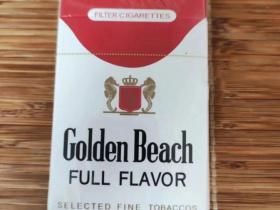 FILTER CIGARETTES
Golden Beach
FULL FLAVOR
SELECTED FINE TOBACCOS